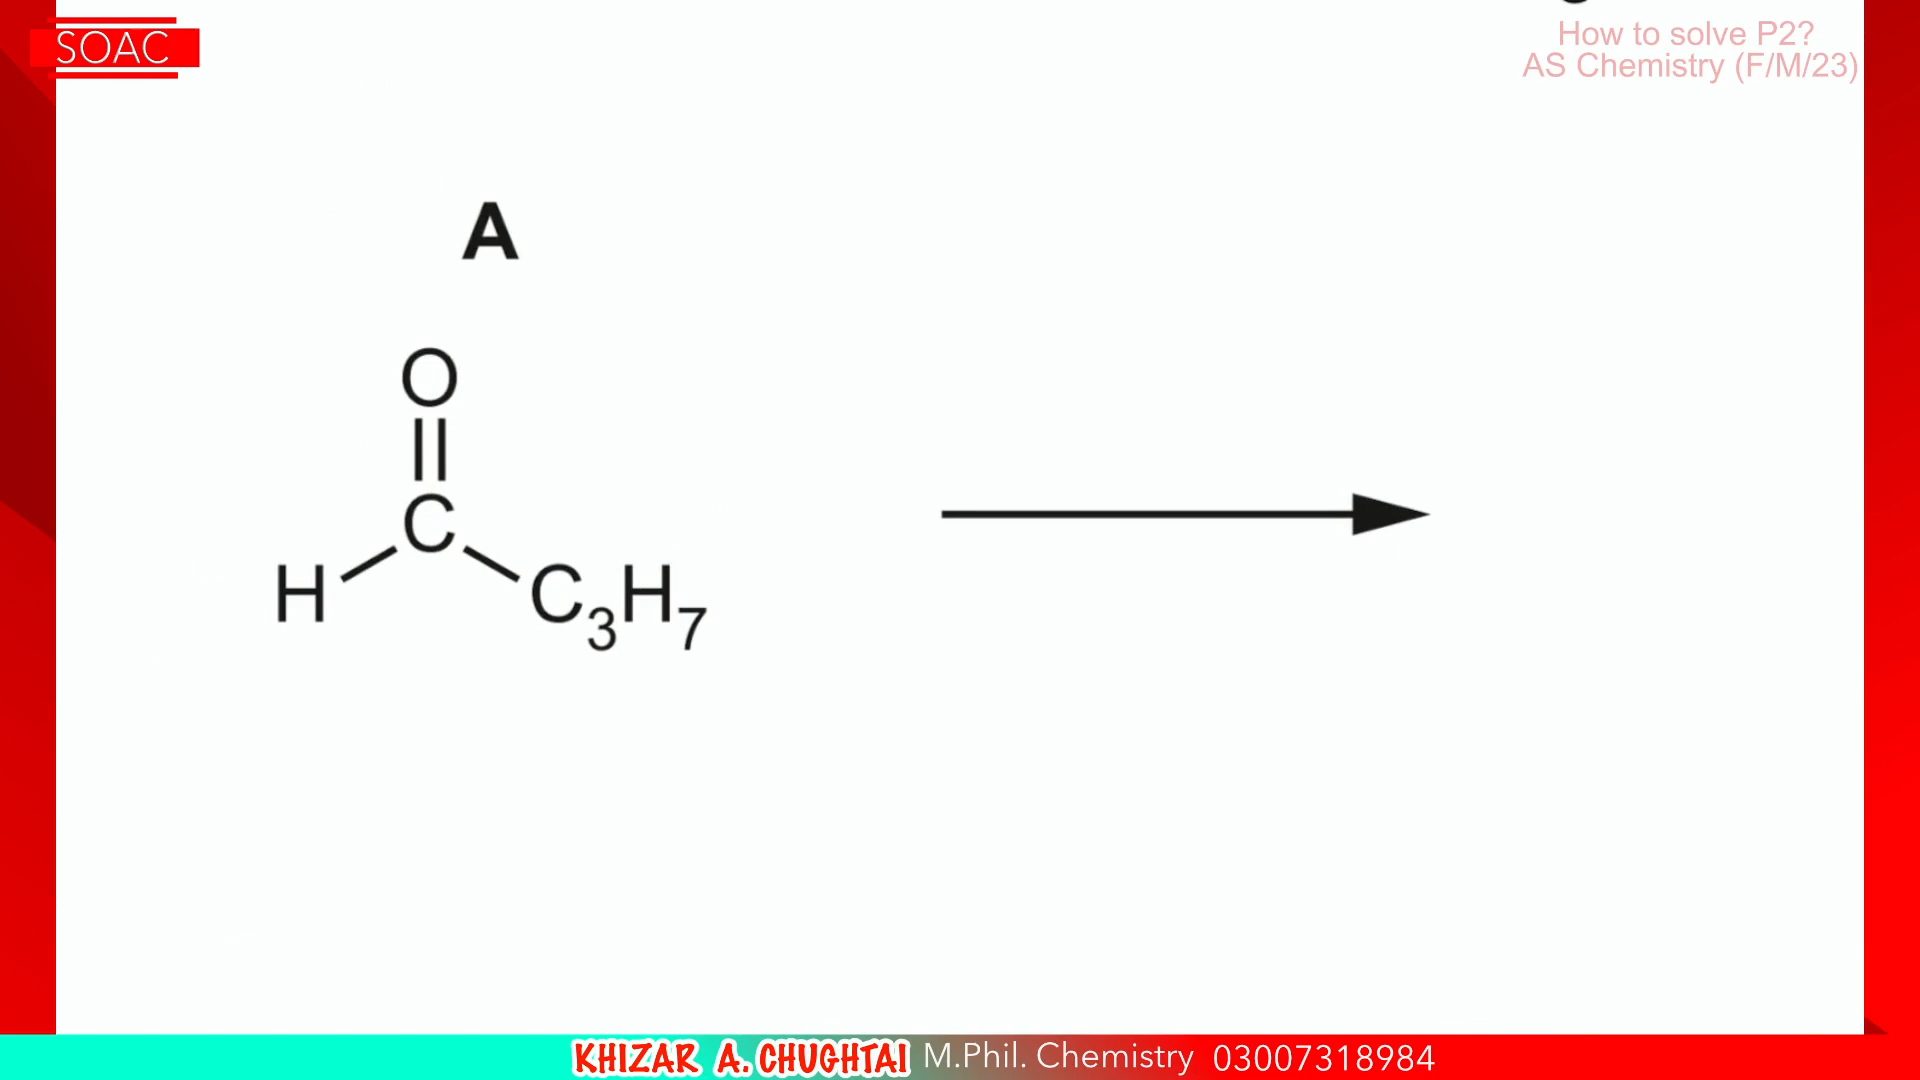 SOAC
How to solve P2?
AS Chemistry (F/M/23)
A
O
C
H
C3H7
KHIZAR A. CHUGHTAI M.Phil. Chemistry 03007318984